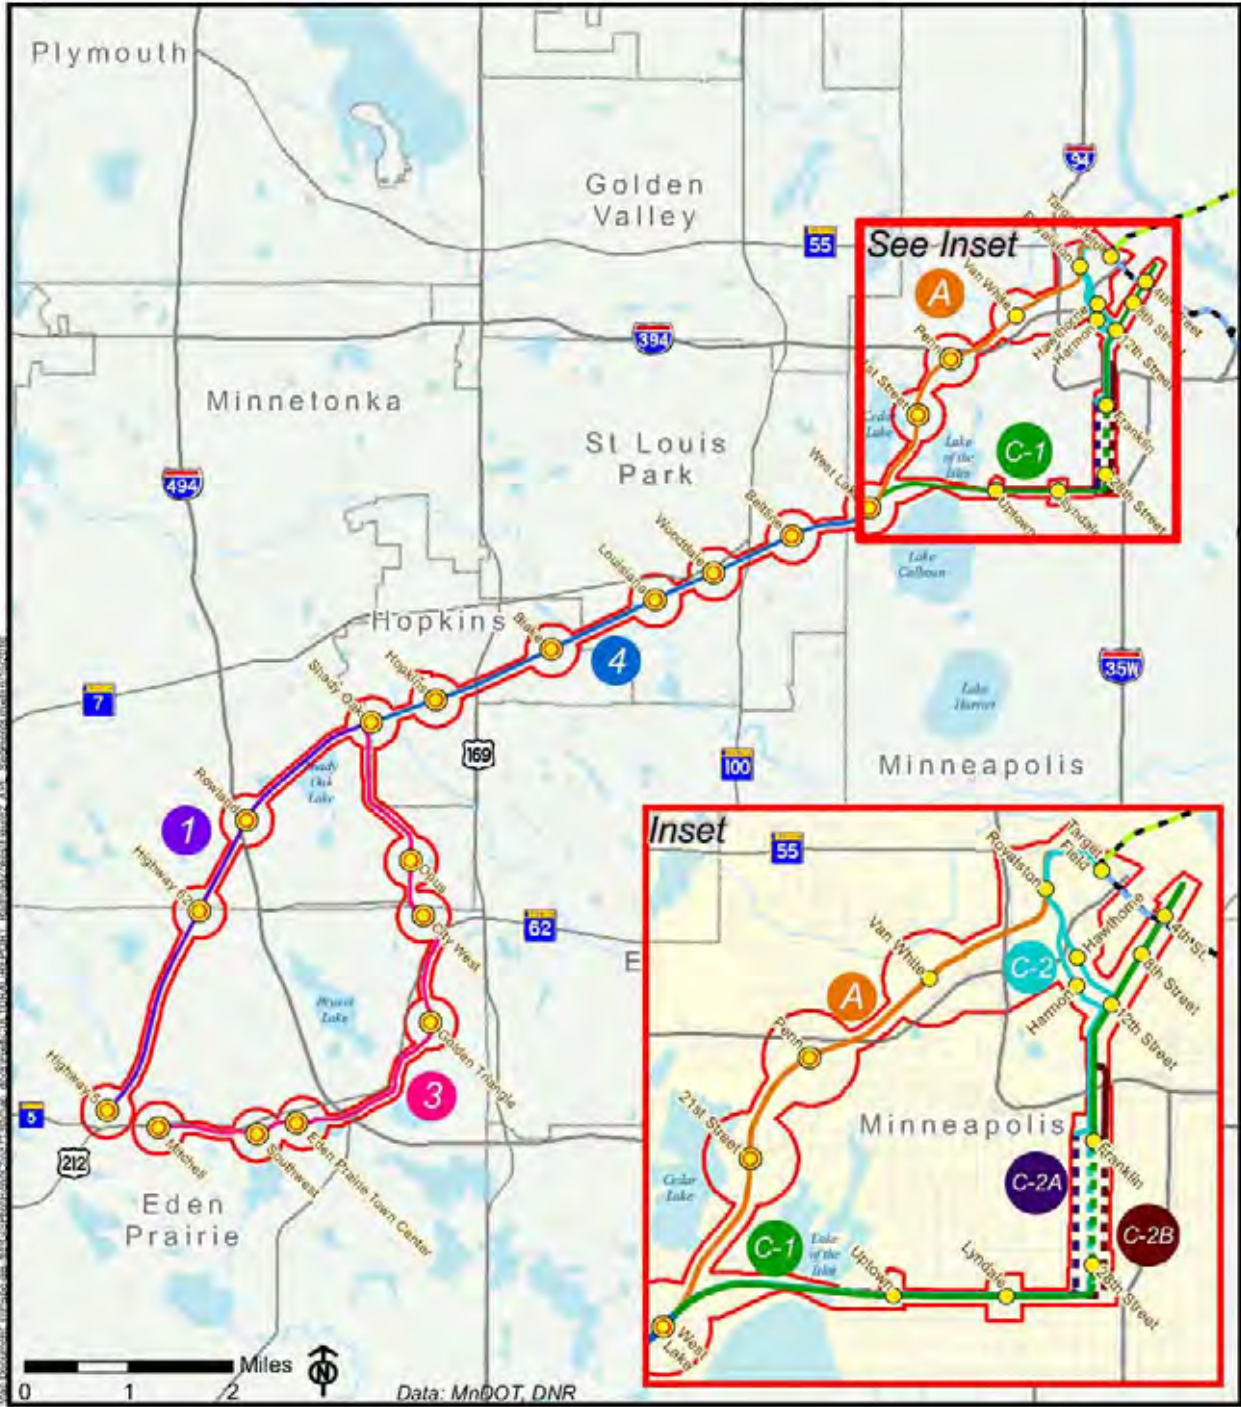 Plymouth
94
Golden
Valley
55
See Inset
Target Field
Royalston
A
Van White
4th Street
8th Street
Hawthorne
Harmon
12th Street
394
Penn
21st Street
Minnetonka
Cedar
Lake
Franklin
St Louis
Park
Lake
of the
Isles
C-1
494
West Lake
28th Street
Uptown
Lyndale
Beltline
Wooddale
Lake
Calhoun
Louisiana
Hopkins
Blake
4
35W
Hopkins
Shady Oak
7
Lake
Harriet
169
100
Minneapolis
Shady
Oak
Lake
Rowland
1
Inset
55
Royalston
Target
Field
Opus
Highway 62
City West
62
E
Van White
Hawthorne
4th St.
C-2
8th Street
A
Harmon
12th Street
Bryant
Lake
Golden Triangle
Penn
Highway 5
3
5
Minneapolis
21st Street
Franklin
Mitchell
Southwest
Eden Prairie Town Center
212
Cedar
Lake
C-2A
Eden
Prairie
C-2B
C-1
Lake
of the
Isles
Uptown
Lyndale
28th Street
West
Lake
Miles
N
0 1 2
Data: MnDOT, DNR